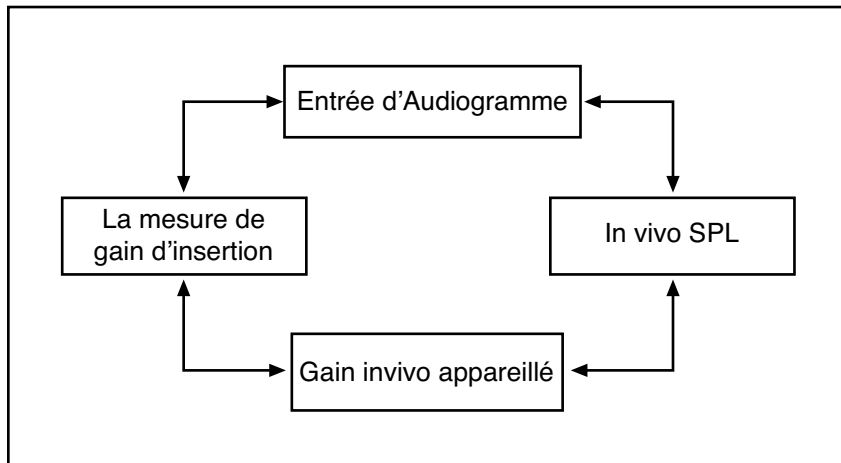 Entrée d’Audiogramme
La mesure de
gain d’insertion
In vivo SPL
Gain invivo appareillé